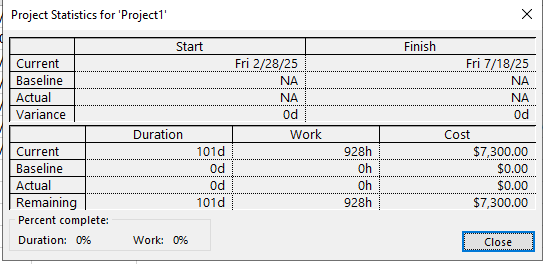 Project Statistics for 'Project1'
Start Finish
Current Fri 2/28/25 Fri 7/18/25
Baseline NA NA
Actual NA NA
Variance 0d 0d
Duration Work Cost
Current 101d 928h $7,300.00
Baseline 0d 0h $0.00
Actual 0d 0h $0.00
Remaining 101d 928h $7,300.00
Percent complete:
Duration: 0% Work: 0% Close